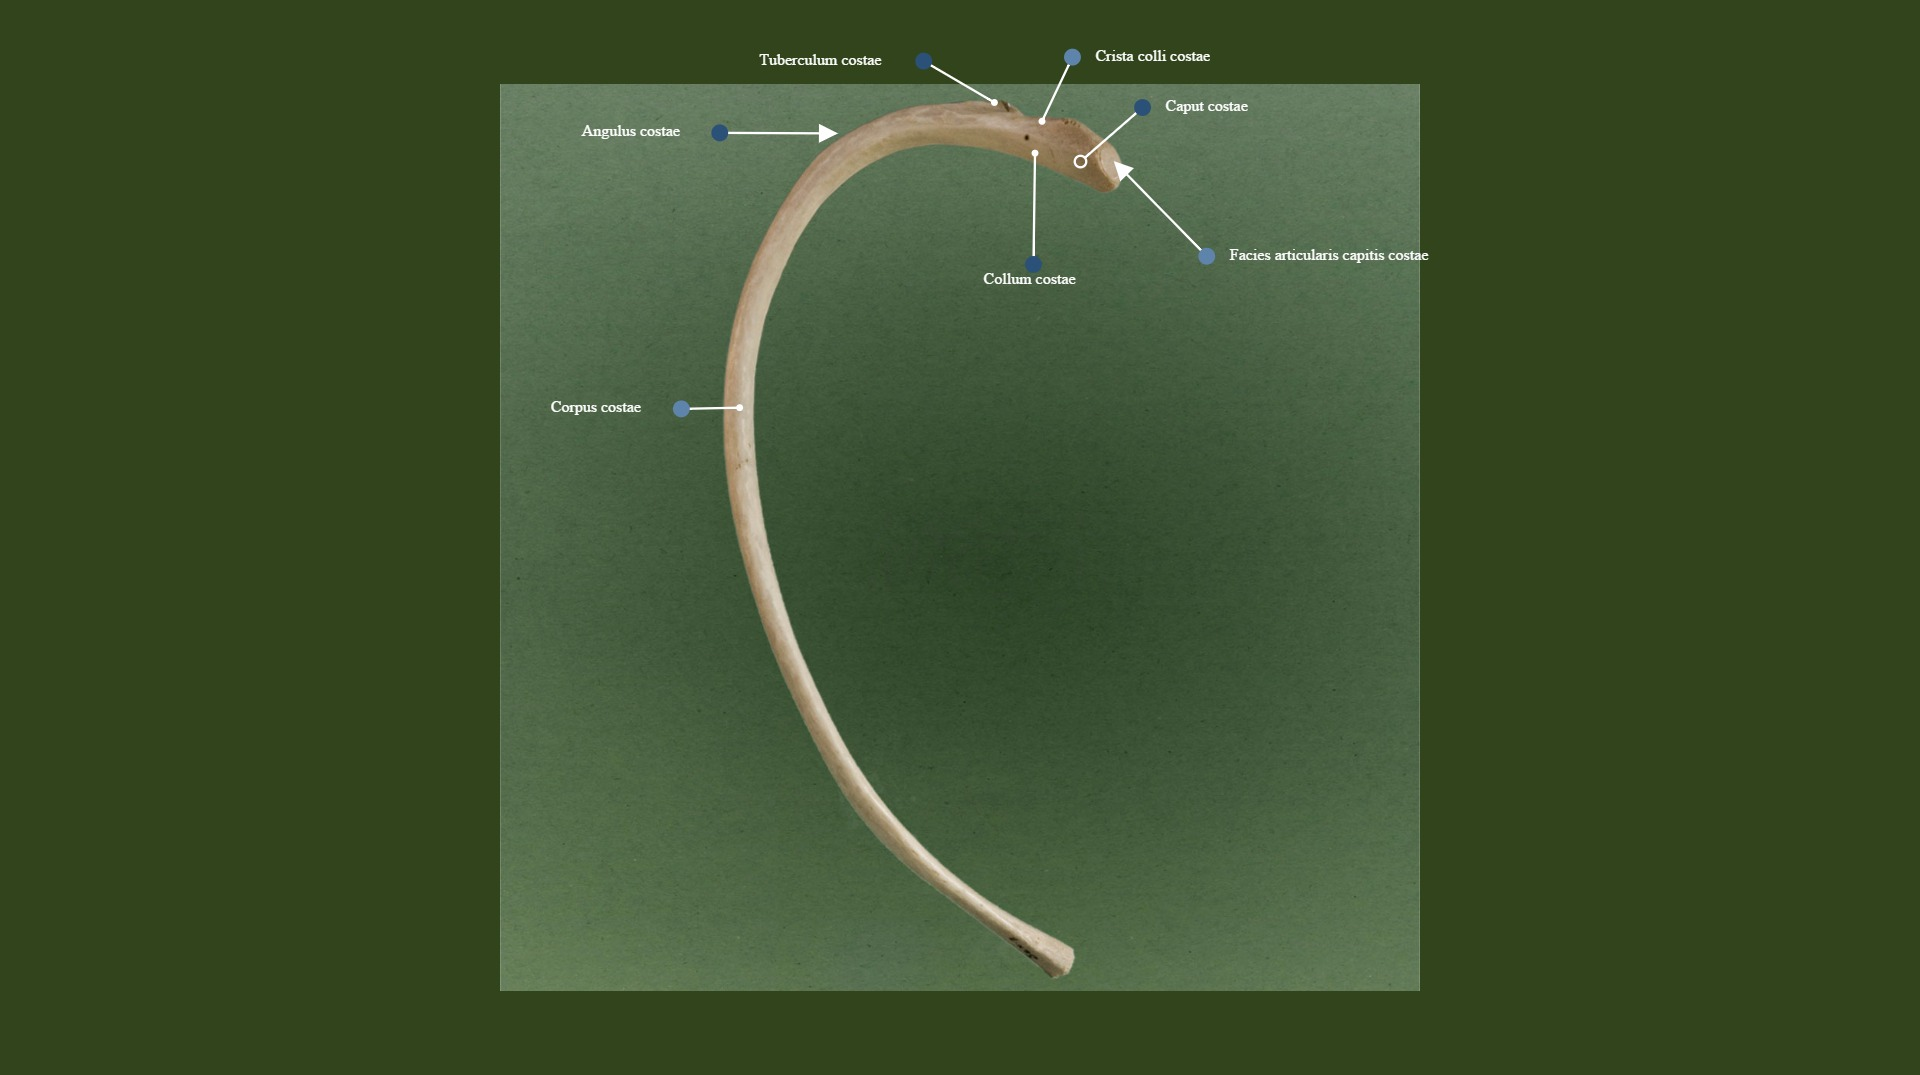 Tuberculum costae
Crista colli costae
Caput costae
Angulus costae
Facies articularis capitis costae
Collum costae
Corpus costae